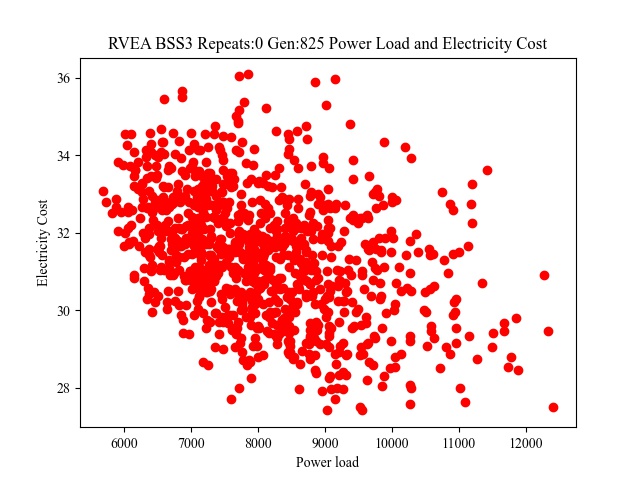 RVEA BSS3 Repeats:0 Gen:825 Power Load and Electricity Cost
36
34
32
30
28
Electricity Cost
6000 7000 8000 9000 10000 11000 12000
Power load